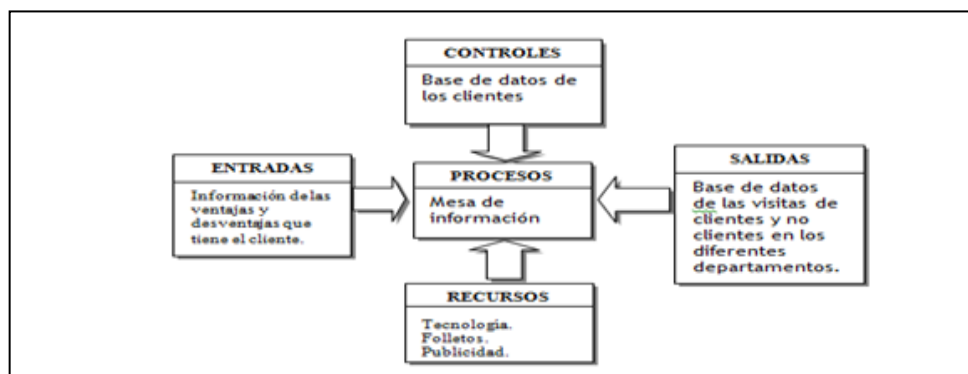 CONTROLES
Base de datos de
los clientes
ENTRADAS
Información de las
ventajas y
desventajas que
tiene el cliente.
PROCESOS
Mesa de
información
SALIDAS
Base de datos
de las visitas de
clientes y no
clientes en los
diferentes
departamentos.
RECURSOS
Tecnología.
Folletos.
Publicidad.